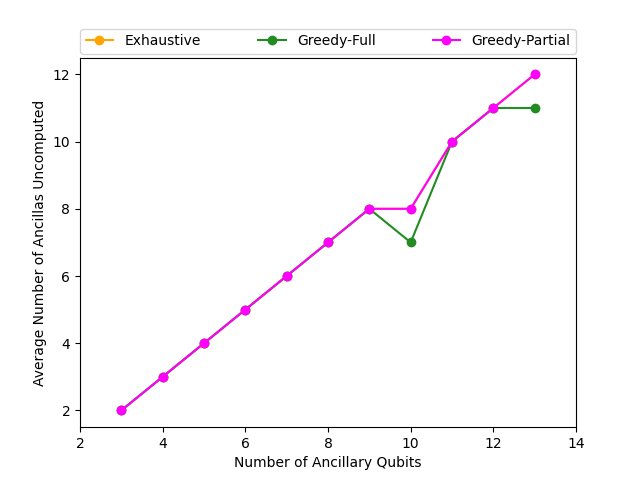 Exhaustive Greedy-Full Greedy-Partial
12
10
8
6
4
2
Average Number of Ancillas Uncomputed
2 4 6 8 10 12 14
Number of Ancillary Qubits